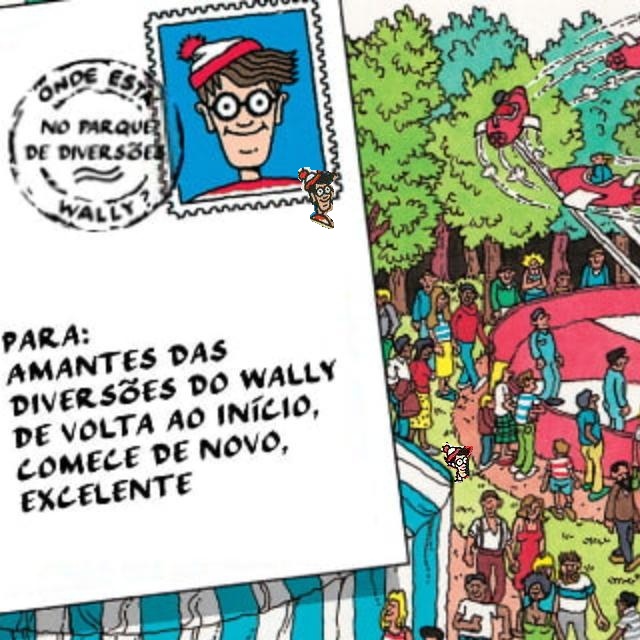 ONDE ESTÁ
NO PARQUE
DE DIVERSÕES
WALLY?
PARA:
AMANTES DAS
DIVERSÕES DO WALLY
DE VOLTA AO INÍCIO,
COMECE DE NOVO,
EXCELENTE